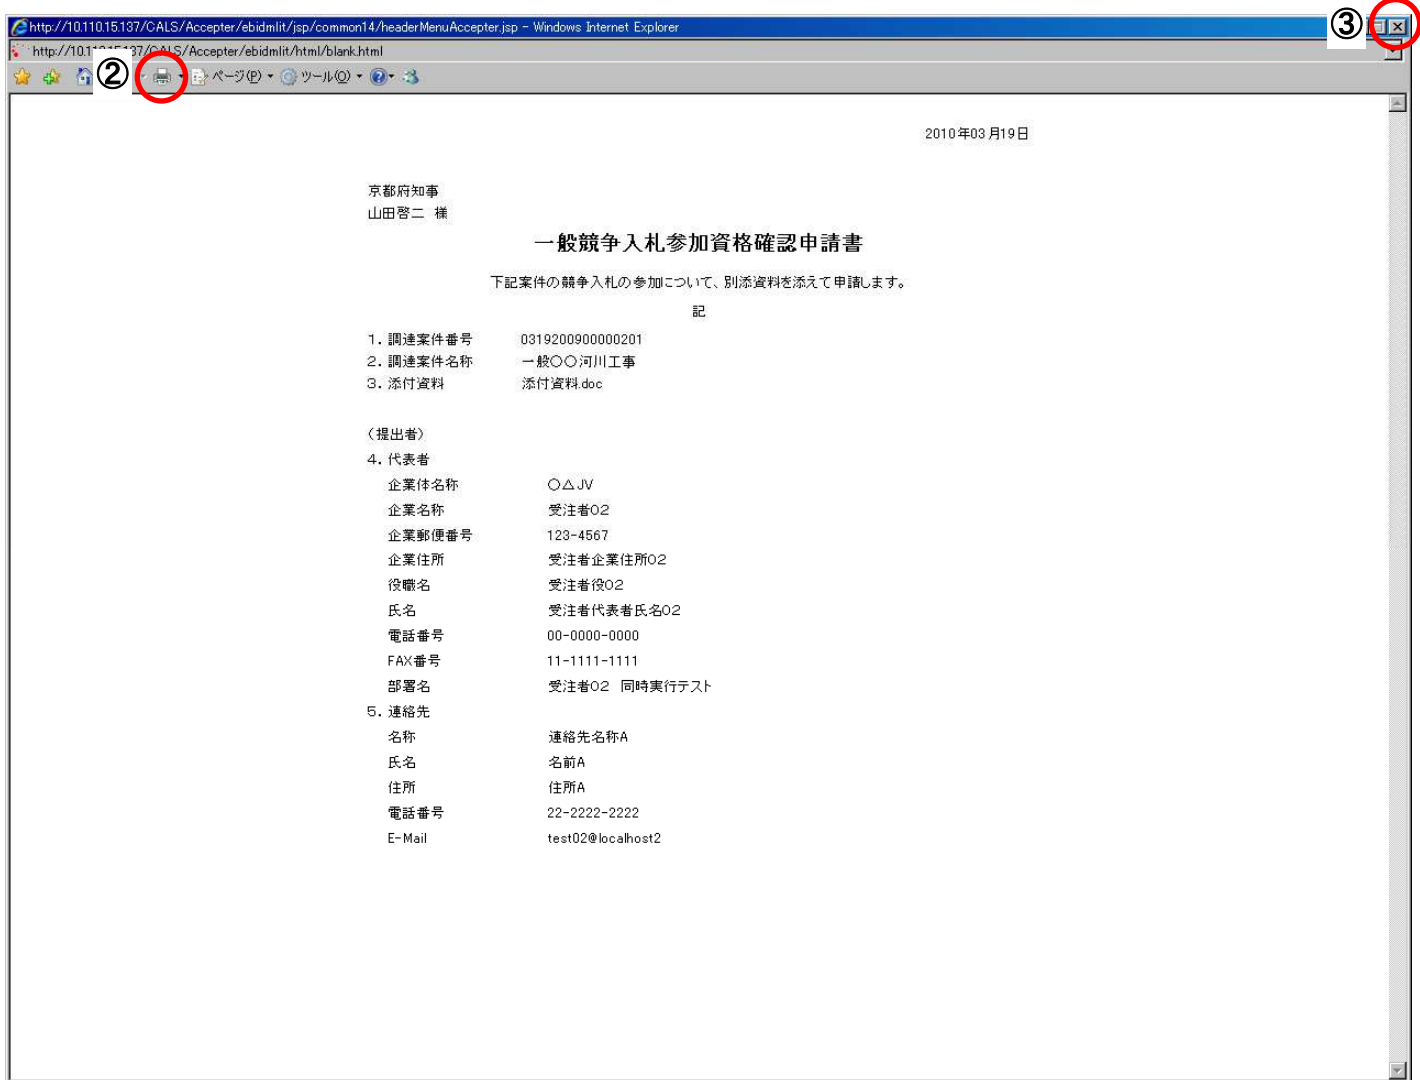 http://10.110.15.137/CALS/Accepter/ebidmlit/jsp/common14/headerMenuAccepter.jsp - Windows Internet Explorer
③
http://10.110.15.137/CALS/Accepter/ebidmlit/html/blank.html
② ページ(P) ツール(O)
2010年03月19日
京都府知事
山田啓二 様
一般競争入札参加資格確認申請書
下記案件の競争入札の参加について、別添資料を添えて申請します。
記
1. 調達案件番号 0319200900000201
2. 調達案件名称 一般○○河川工事
3. 添付資料 添付資料.doc
（提出者）
4. 代表者
企業体名称 ○△JV
企業名称 受注者02
企業郵便番号 123-4567
企業住所 受注者企業住所02
役職名 受注者役02
氏名 受注者代表者氏名02
電話番号 00-0000-0000
FAX番号 11-1111-1111
部署名 受注者02 同時実行テスト
5. 連絡先
名称 連絡先名称A
氏名 名前A
住所 住所A
電話番号 22-2222-2222
E-Mail test02@localhost2